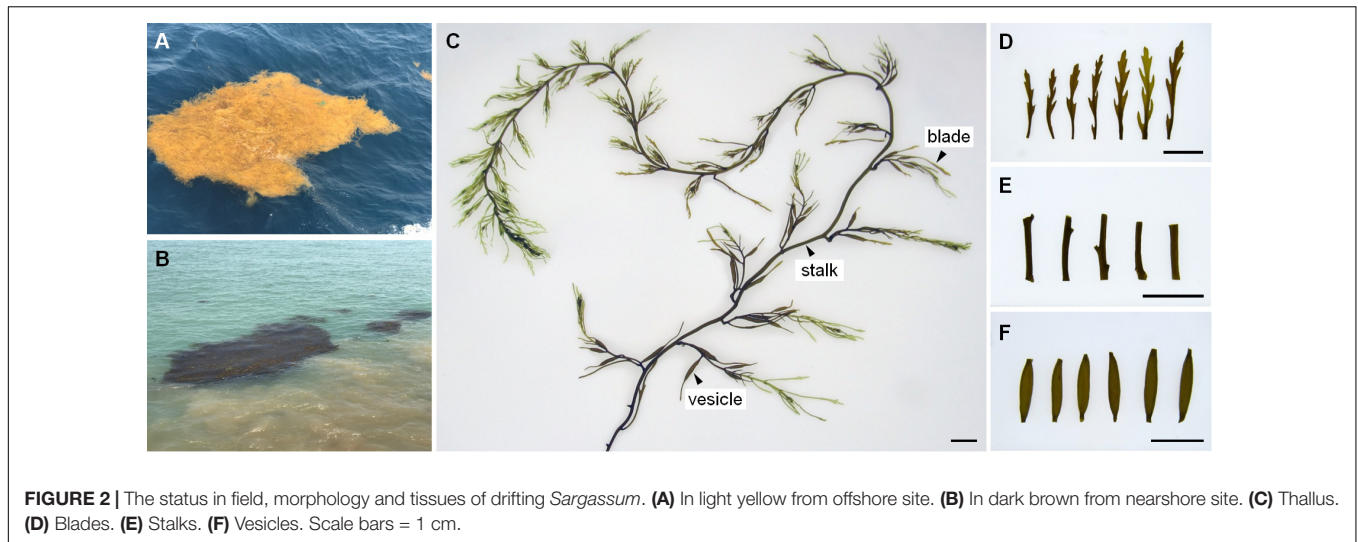 A
B
C
blade
stalk
vesicle
D
E
F
FIGURE 2 | The status in field, morphology and tissues of drifting Sargassum. (A) In light yellow from offshore site. (B) In dark brown from nearshore site. (C) Thallus.
(D) Blades. (E) Stalks. (F) Vesicles. Scale bars = 1 cm.